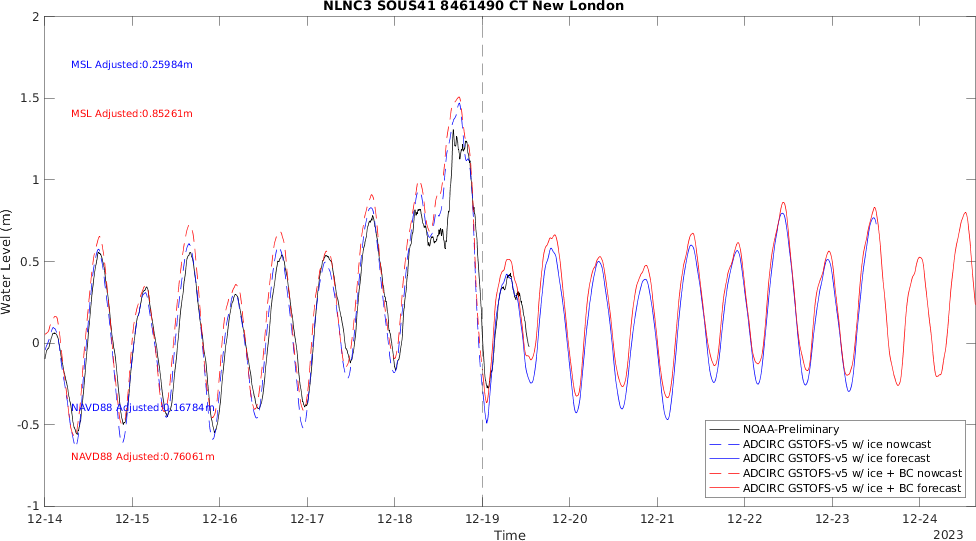 NLNC3 SOUS41 8461490 CT New London
2
1.5
1
0.5
0
-0.5
-1
Water Level (m)
MSL Adjusted:0.25984m
MSL Adjusted:0.85261m
NAVD88 Adjusted:0.16784m
NAVD88 Adjusted:0.76061m
NOAA-Preliminary
ADCIRC GSTOFS-v5 w/ ice nowcast
ADCIRC GSTOFS-v5 w/ ice forecast
ADCIRC GSTOFS-v5 w/ ice + BC nowcast
ADCIRC GSTOFS-v5 w/ ice + BC forecast
12-14 12-15 12-16 12-17 12-18 12-19 12-20 12-21 12-22 12-23 12-24
Time
2023